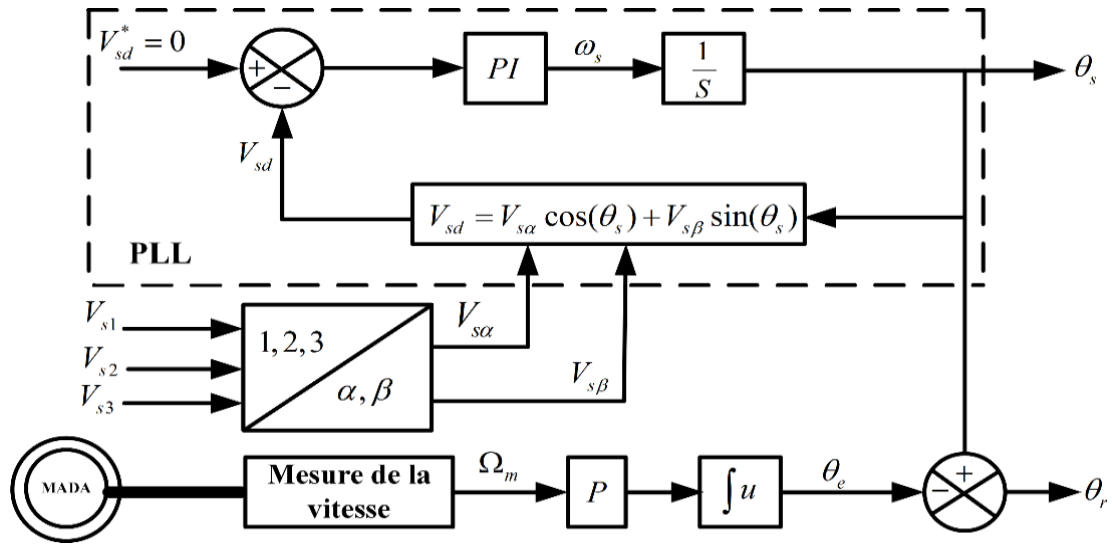 V*sd = 0
+
−
PI
ωs
1/S
θs
Vsd
Vsd = Vsα cos(θs) + Vsβ sin(θs)
PLL
Vs1
Vs2
Vs3
1,2,3
α, β
Vsα
Vsβ
MADA
Mesure de la
vitesse
Ωm
P
∫u
θe
+
−
θr